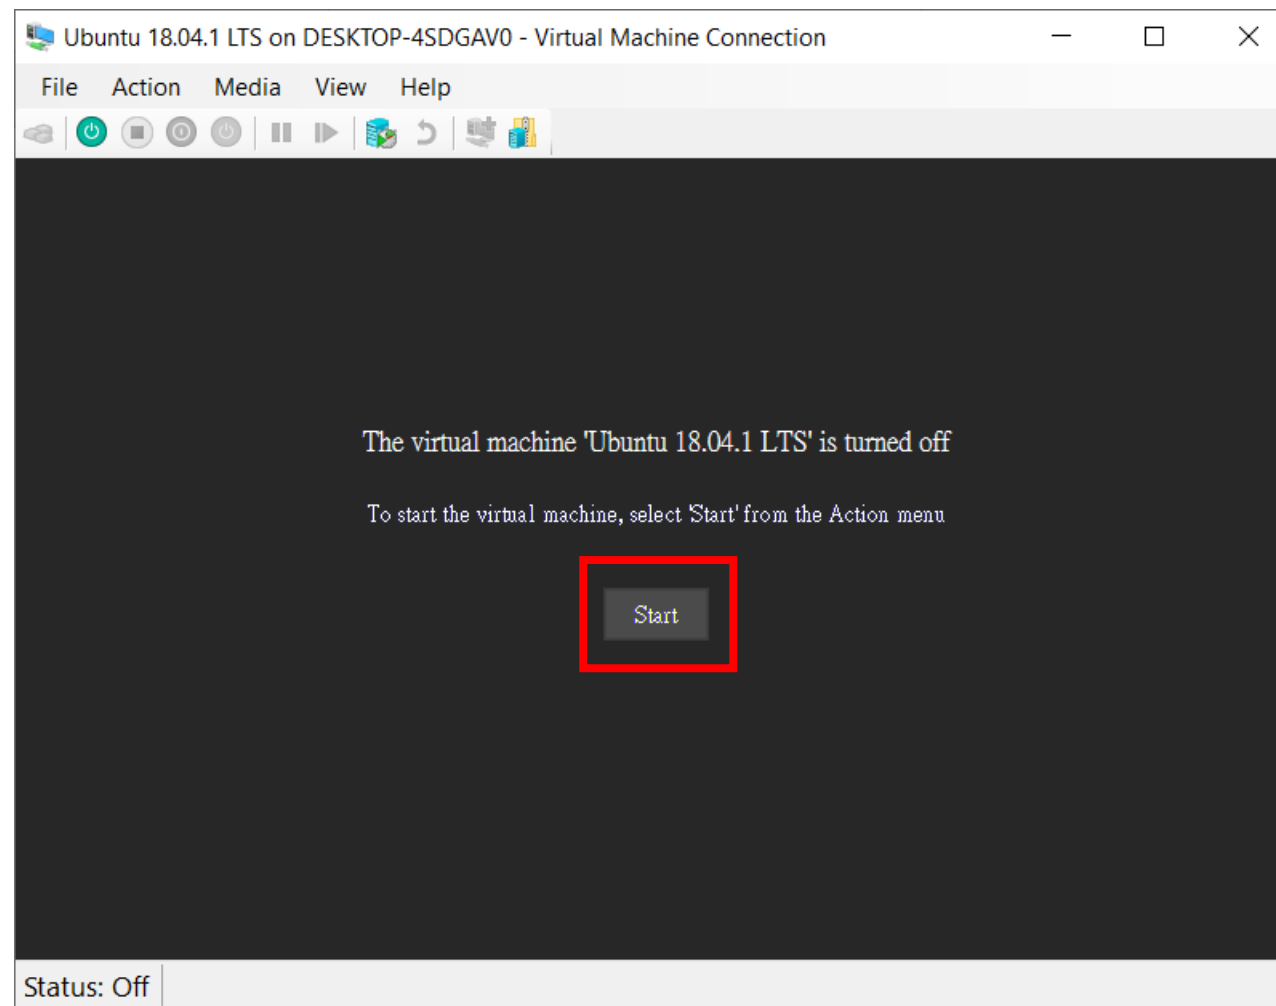 Ubuntu 18.04.1 LTS on DESKTOP-4SDGAV0 - Virtual Machine Connection
File Action Media View Help
The virtual machine 'Ubuntu 18.04.1 LTS' is turned off
To start the virtual machine, select 'Start' from the Action menu
Start
Status: Off